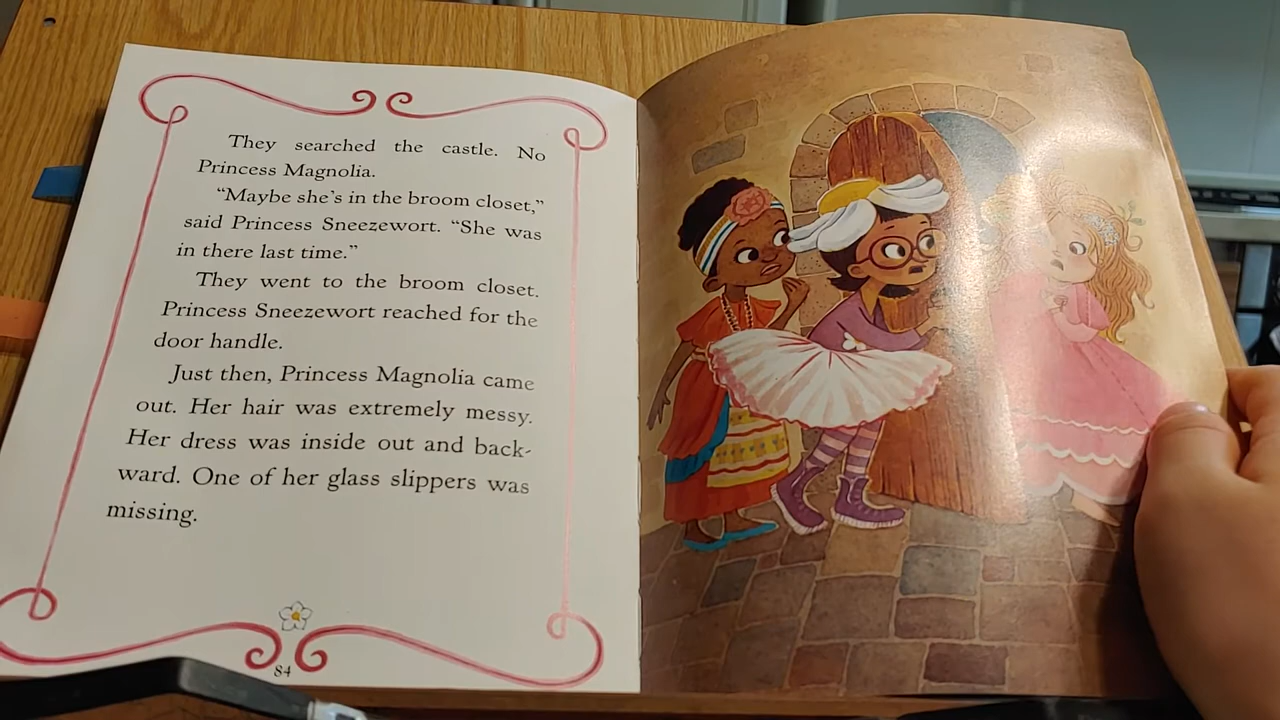 They searched the castle. No
Princess Magnolia.
“Maybe she’s in the broom closet,”
said Princess Sneezewort. “She was
in there last time.”
They went to the broom closet.
Princess Sneezewort reached for the
door handle.
Just then, Princess Magnolia came
out. Her hair was extremely messy.
Her dress was inside out and back-
ward. One of her glass slippers was
missing.
84